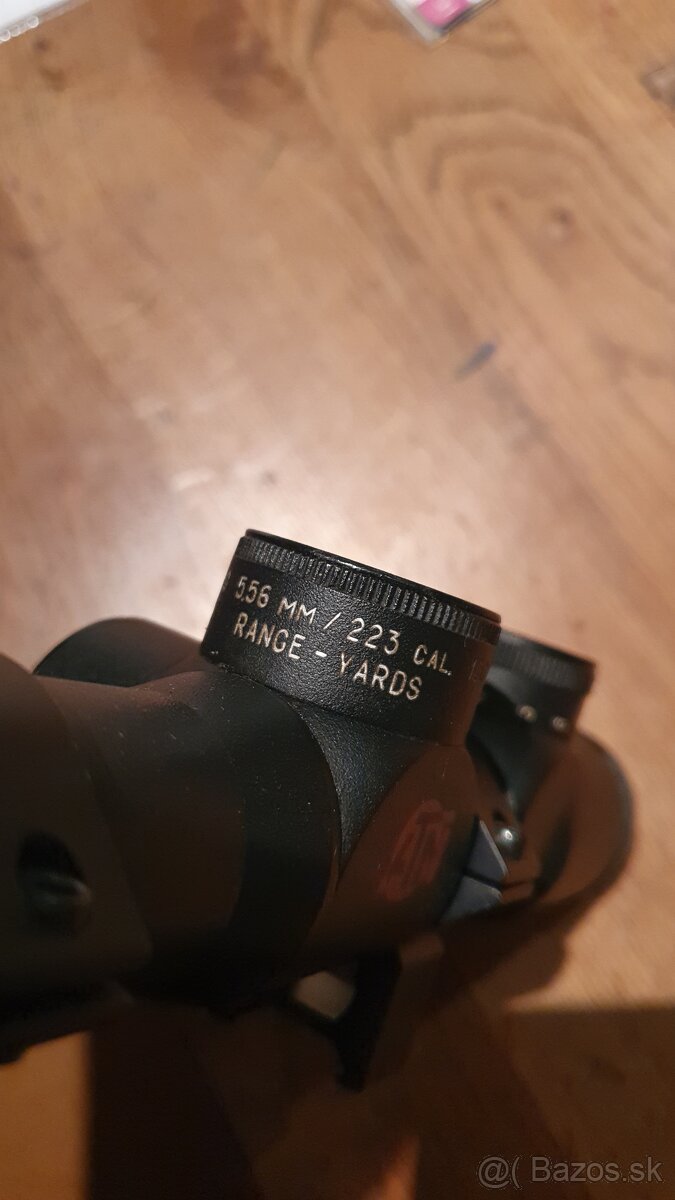 5.56 MM / 223 CAL.
RANGE - YARDS
@( Bazos.sk